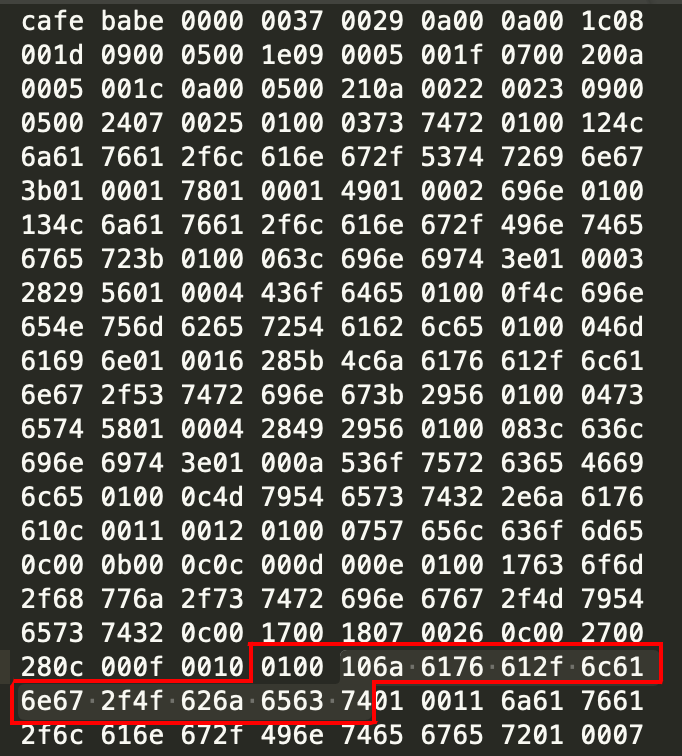 cafe babe 0000 0037 0029 0a00 0a00 1c08
001d 0900 0500 1e09 0005 001f 0700 200a
0005 001c 0a00 0500 210a 0022 0023 0900
0500 2407 0025 0100 0373 7472 0100 124c
6a61 7661 2f6c 616e 672f 5374 7269 6e67
3b01 0001 7801 0001 4901 0002 696e 0100
134c 6a61 7661 2f6c 616e 672f 496e 7465
6765 723b 0100 063c 696e 6974 3e01 0003
2829 5601 0004 436f 6465 0100 0f4c 696e
654e 756d 6265 7254 6162 6c65 0100 046d
6169 6e01 0016 285b 4c6a 6176 612f 6c61
6e67 2f53 7472 696e 673b 2956 0100 0473
6574 5801 0004 2849 2956 0100 083c 636c
696e 6974 3e01 000a 536f 7572 6365 4669
6c65 0100 0c4d 7954 6573 7432 2e6a 6176
610c 0011 0012 0100 0757 656c 636f 6d65
0c00 0b00 0c0c 000d 000e 0100 1763 6f6d
2f68 776a 2f73 7472 696e 6767 2f4d 7954
6573 7432 0c00 1700 1807 0026 0c00 2700
280c 000f 0010 0100 106a 6176 612f 6c61
6e67 2f4f 626a 6563 7401 0011 6a61 7661
2f6c 616e 672f 496e 7465 6765 7201 0007